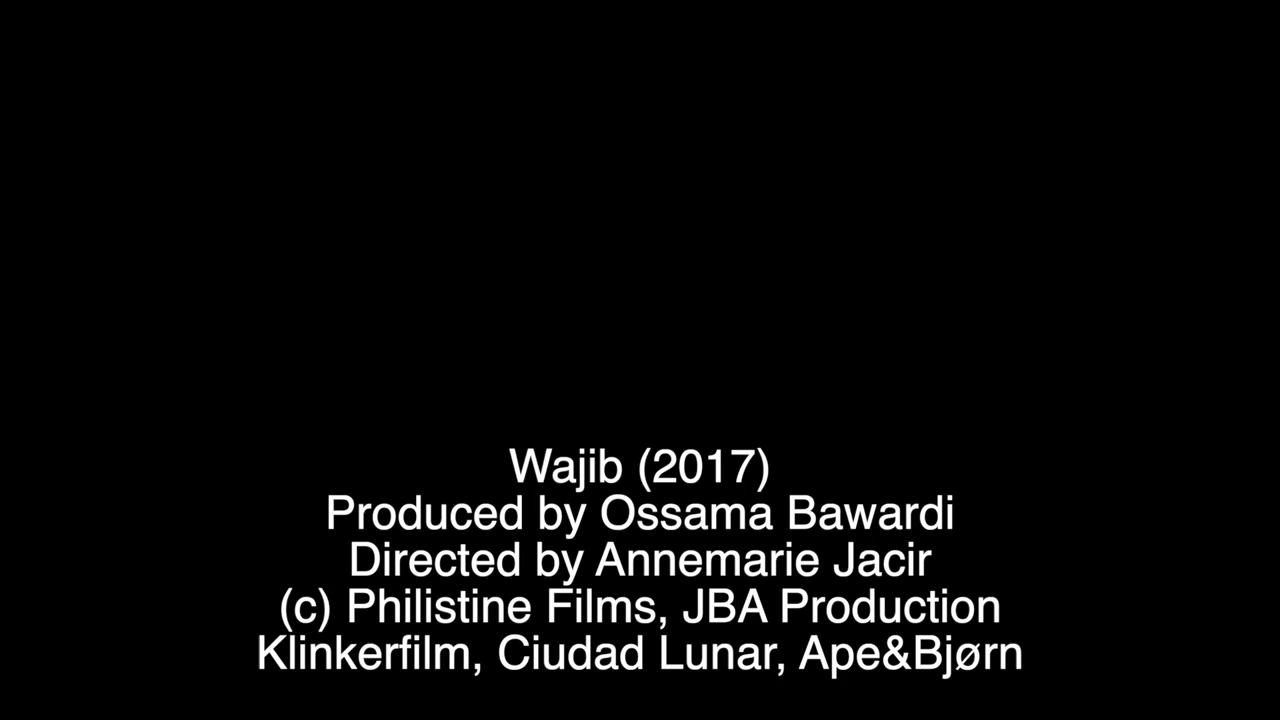 Wajib (2017)
Produced by Ossama Bawardi
Directed by Annemarie Jacir
(c) Philistine Films, JBA Production
Klinkerfilm, Ciudad Lunar, Ape&Bjørn